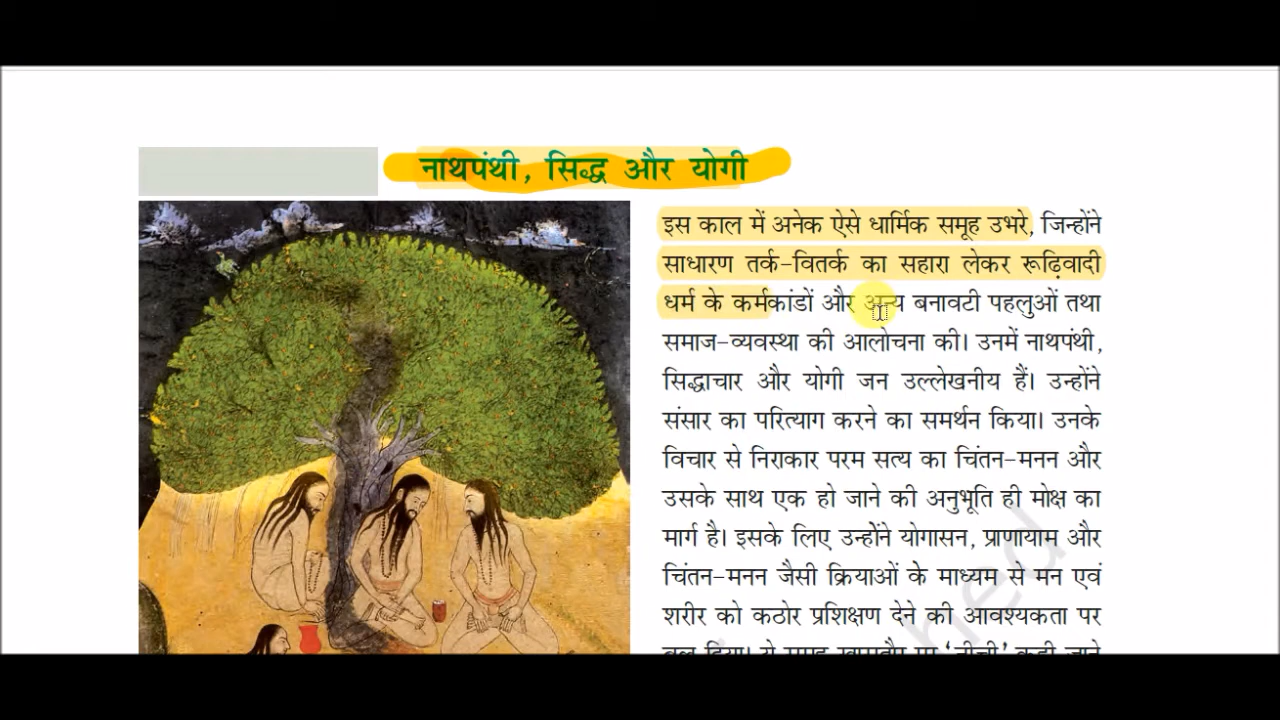 नाथपंथी, सिद्ध और योगी
इस काल में अनेक ऐसे धार्मिक समूह उभरे, जिन्होंने
साधारण तर्क-वितर्क का सहारा लेकर रूढ़िवादी
धर्म के कर्मकांडों और अन्य बनावटी पहलुओं तथा
समाज-व्यवस्था की आलोचना की। उनमें नाथपंथी,
सिद्धाचार और योगी जन उल्लेखनीय हैं। उन्होंने
संसार का परित्याग करने का समर्थन किया। उनके
विचार से निराकार परम सत्य का चिंतन-मनन और
उसके साथ एक हो जाने की अनुभूति ही मोक्ष का
मार्ग है। इसके लिए उन्होंने योगासन, प्राणायाम और
चिंतन-मनन जैसी क्रियाओं के माध्यम से मन एवं
शरीर को कठोर प्रशिक्षण देने की आवश्यकता पर